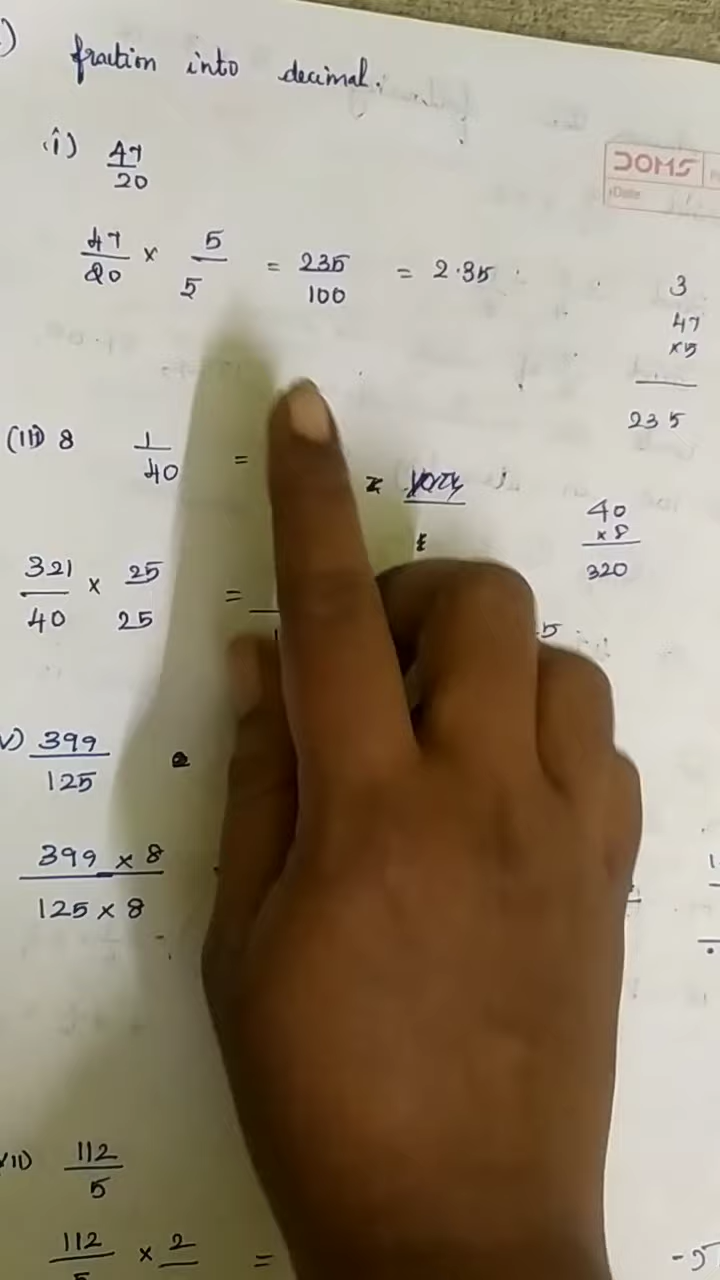 fraction into decimal.
i) 47/20
DOMS
Date / 
47/20 × 5/5 = 235/100 = 2.35
3
47
×5
235
(III) 8 1/40 =
40
×8
320
321/40 × 25/25 =
399/125
399 × 8
125 × 8
112/5
112/5 × 2 =